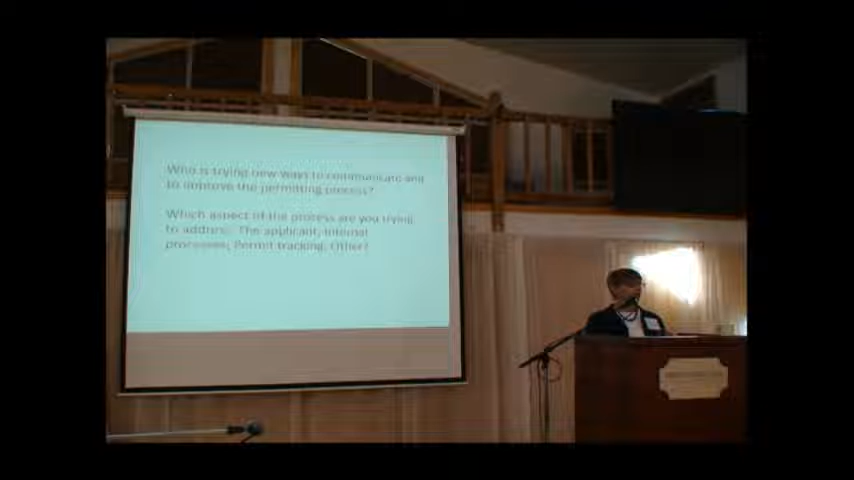 Who is trying new ways to communicate and
to improve the permitting process?
Which aspect of the process are you trying
to address: The applicant, Internal
processes, Permit tracking, Other?